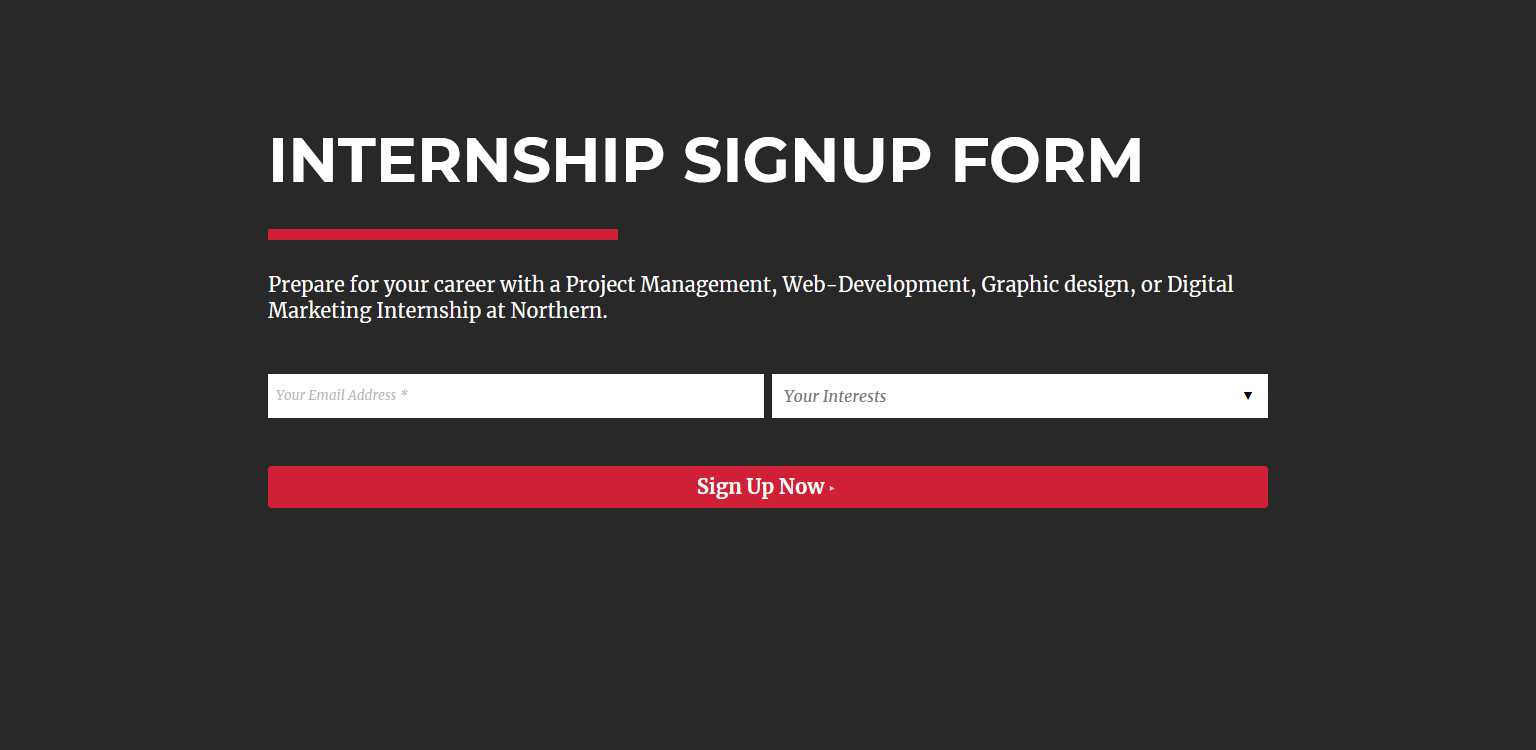 INTERNSHIP SIGNUP FORM
Prepare for your career with a Project Management, Web-Development, Graphic design, or Digital
Marketing Internship at Northern.
Your Email Address *
Your Interests ▼
Sign Up Now ▸